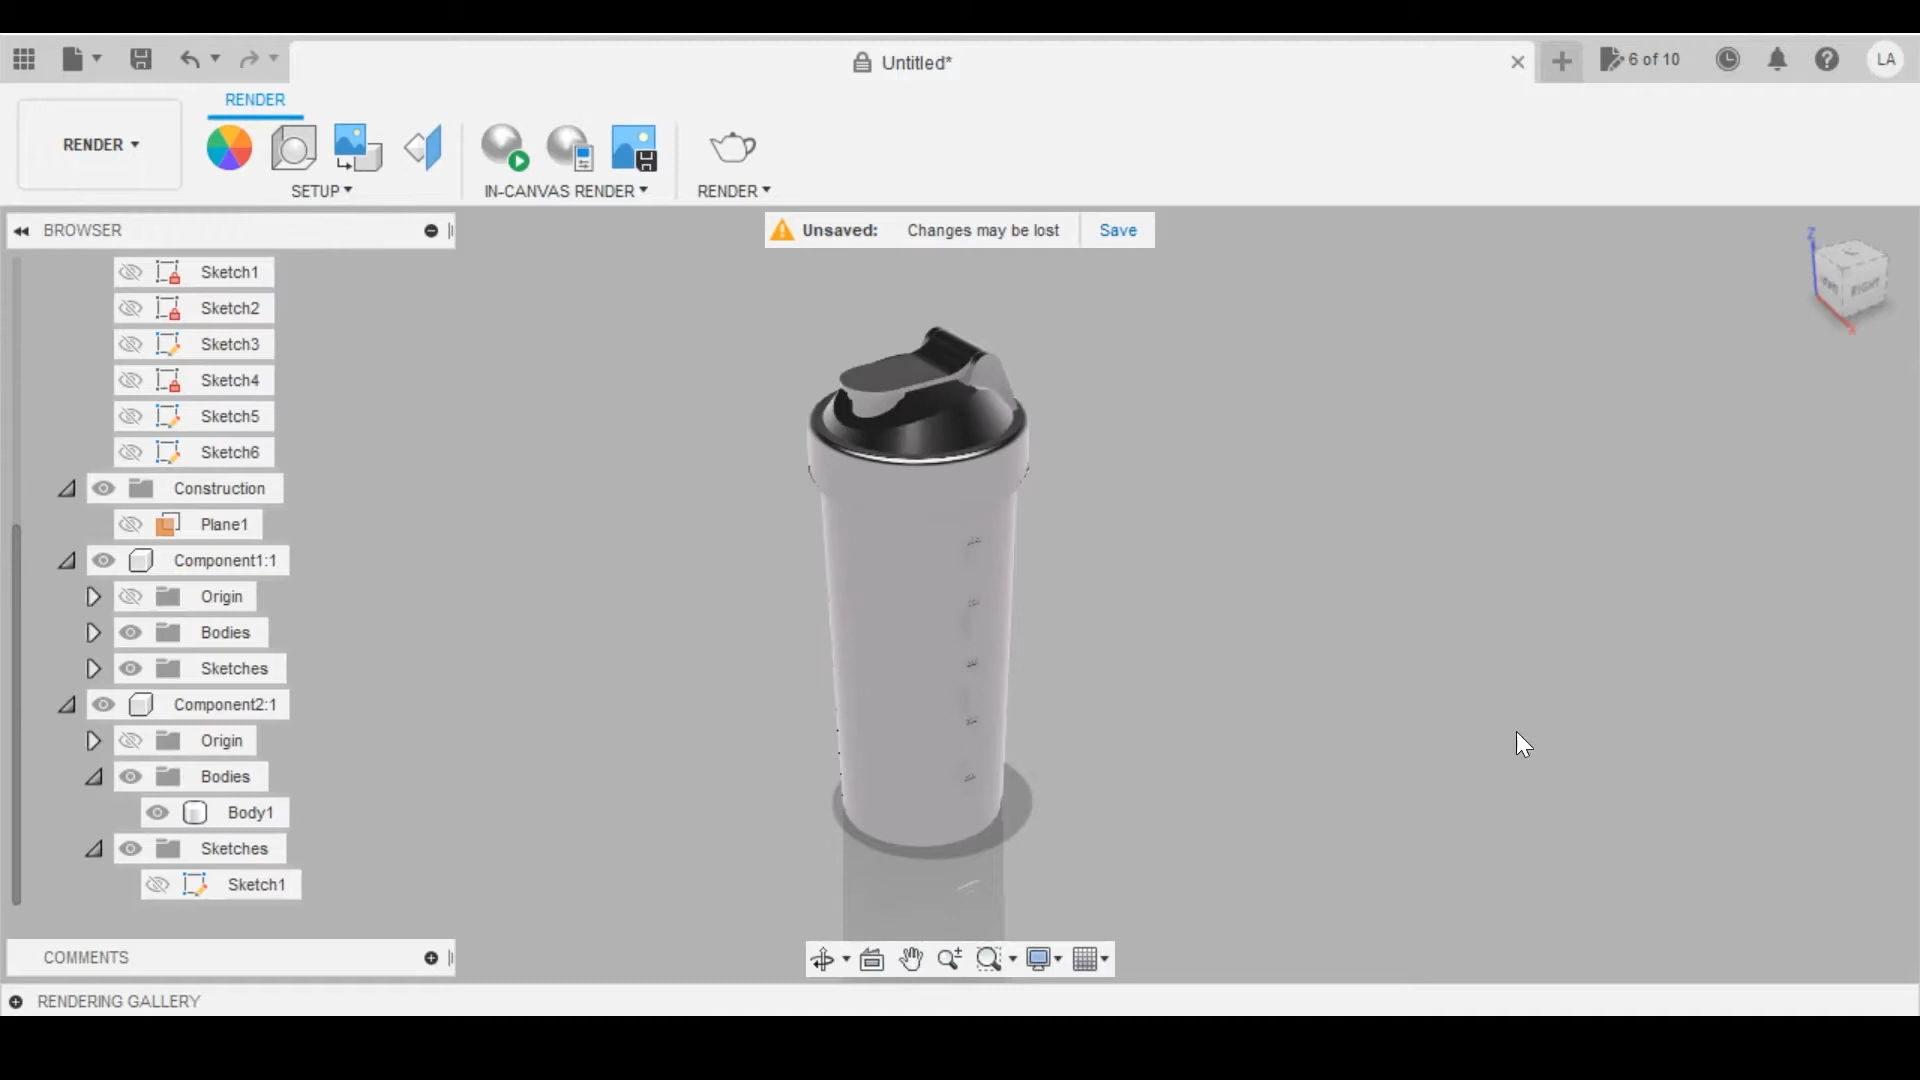 Untitled*
6 of 10
LA
RENDER
RENDER
SETUP
IN-CANVAS RENDER
RENDER
BROWSER
Unsaved: Changes may be lost Save
Sketch1
Sketch2
Sketch3
Sketch4
Sketch5
Sketch6
Construction
Plane1
Component1:1
Origin
Bodies
Sketches
Component2:1
Origin
Bodies
Body1
Sketches
Sketch1
Z
RIGHT
X
COMMENTS
RENDERING GALLERY